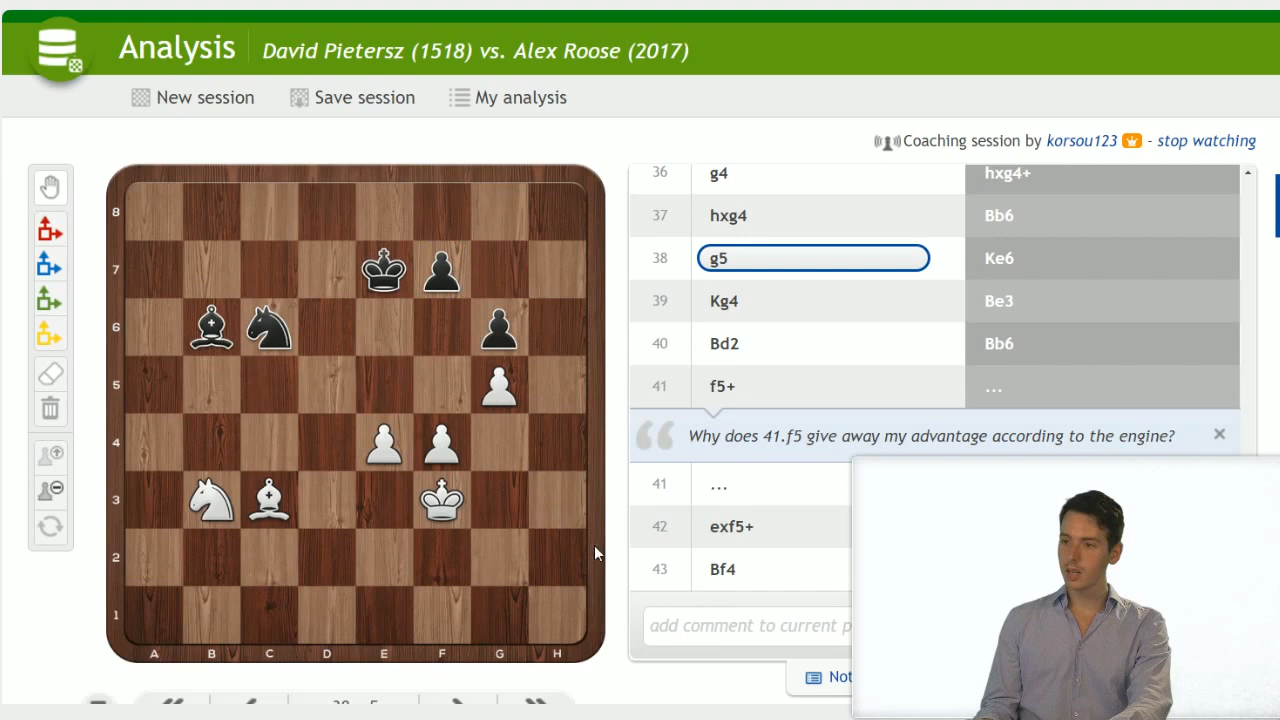 Analysis David Pietersz (1518) vs. Alex Roose (2017)
New session Save session My analysis
Coaching session by korsou123 - stop watching
36 g4 hxg4+
37 hxg4 Bb6
38 g5 Ke6
39 Kg4 Be3
40 Bd2 Bb6
41 f5+ ...
Why does 41.f5 give away my advantage according to the engine?
41 ...
42 exf5+
43 Bf4
add comment to current p
Not
8
7
6
5
4
3
2
1
A B C D E F G H